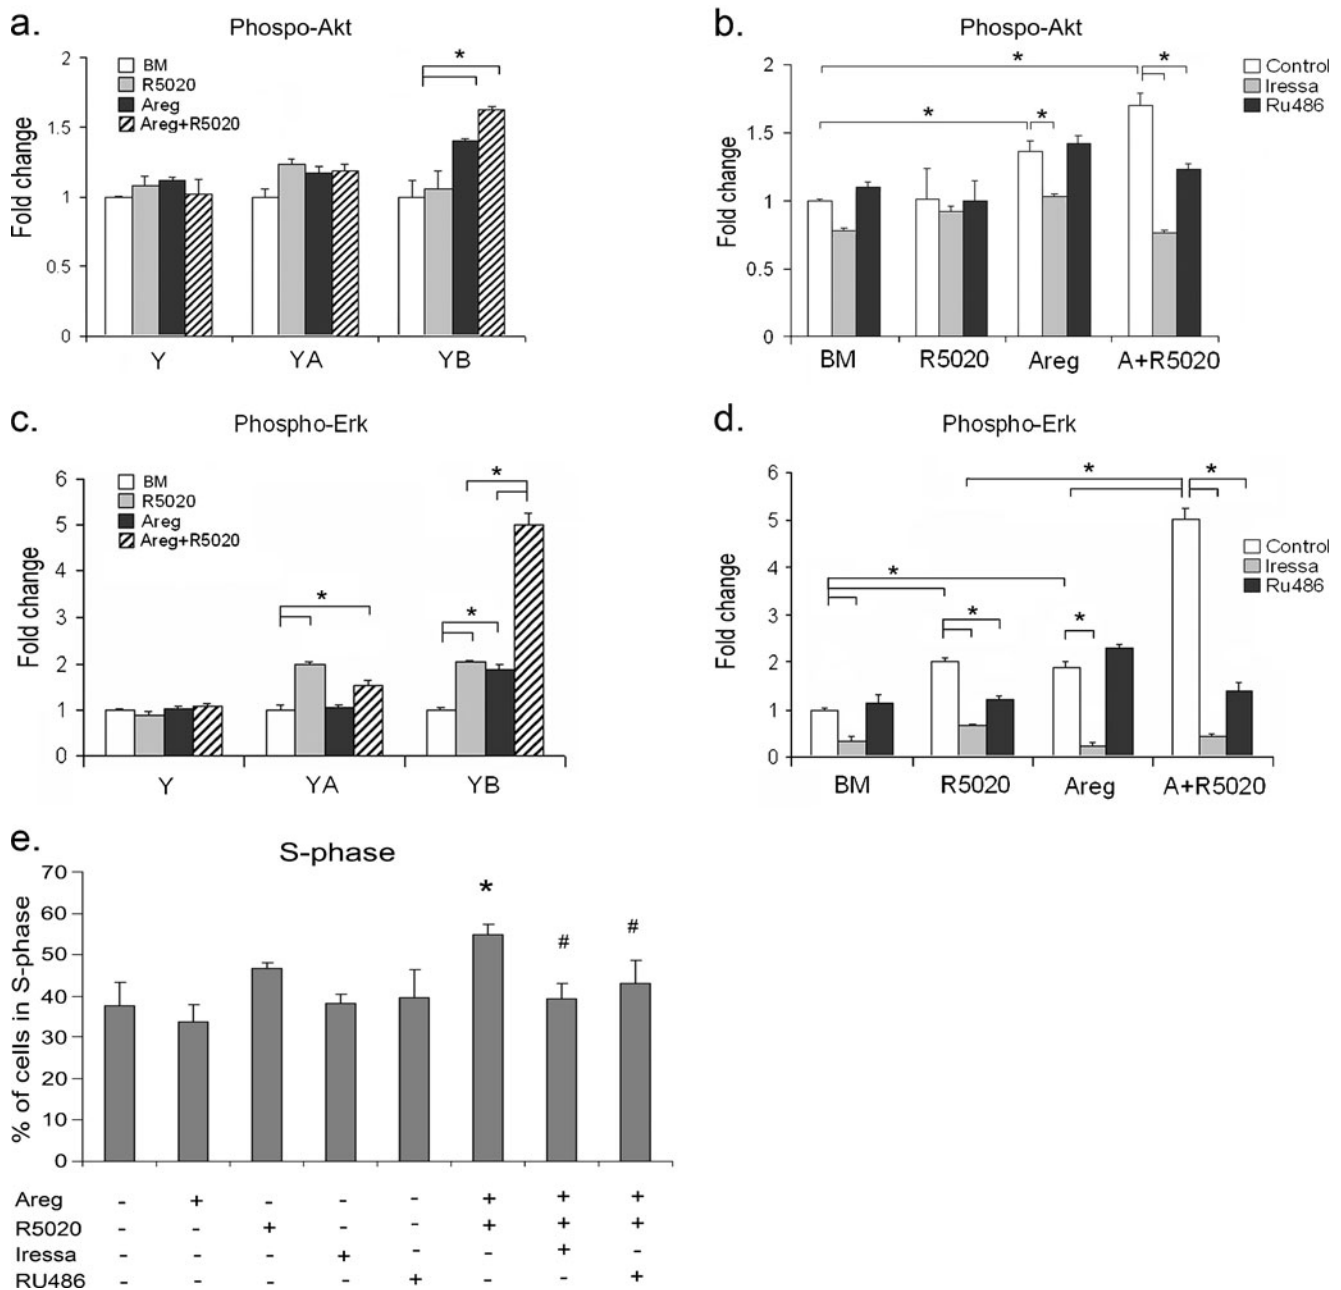 a.
Phospo-Akt
2
1.5
1
0.5
0
Fold change
BM
R5020
Areg
Areg+R5020
*
Y YA YB
b.
Phospo-Akt
2
1.5
1
0.5
0
Fold change
* *
* *
Control
Iressa
Ru486
BM R5020 Areg A+R5020
c.
Phospho-Erk
6
5
4
3
2
1
0
Fold change
BM
R5020
Areg
Areg+R5020
*
* *
Y YA YB
d.
Phospho-Erk
6
5
4
3
2
1
0
Fold change
* *
*
* *
Control
Iressa
Ru486
BM R5020 Areg A+R5020
e.
S-phase
70
60
50
40
30
20
10
0
% of cells in S-phase
*
# #
Areg - + - - - + + +
R5020 - - + - - + + +
Iressa - - - + - - + -
RU486 - - - - + - - +